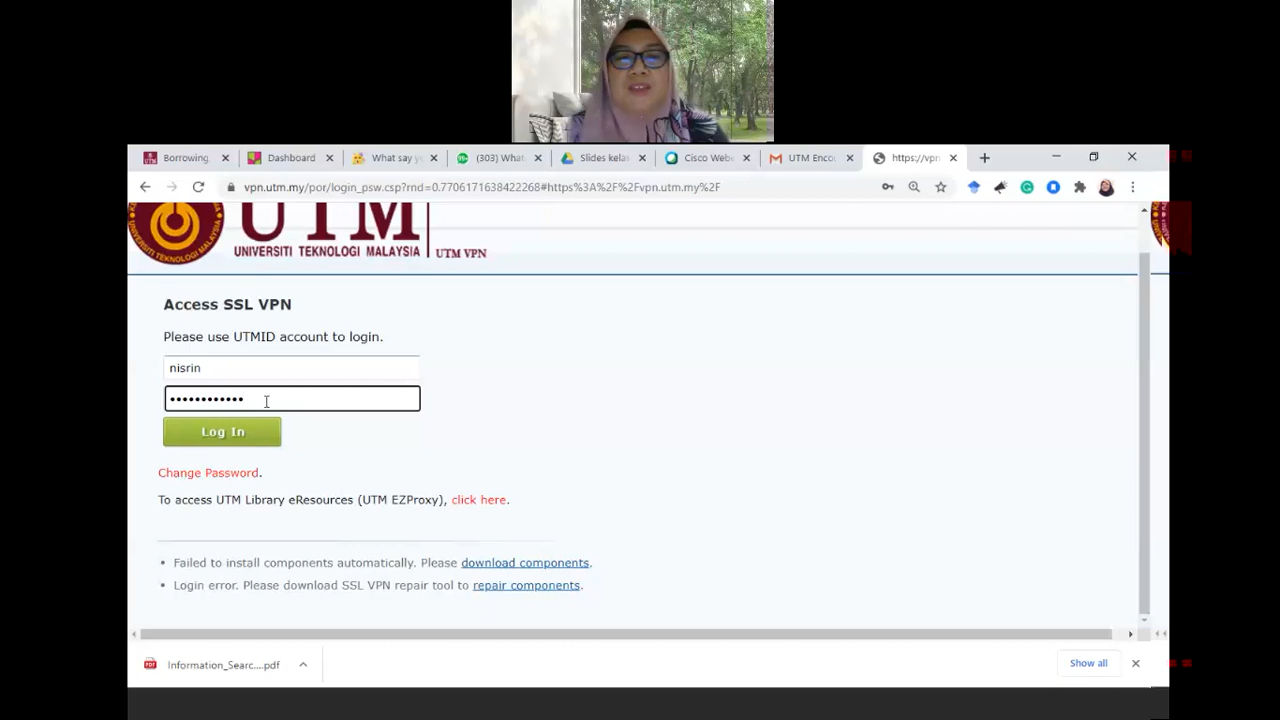 Borrowing
Dashboard
What say y
(303) What
Slides kela
Cisco Web
UTM Enco
https://vpn
vpn.utm.my/por/login_psw.csp?rnd=0.7706171638422268#https%3A%2F%2Fvpn.utm.my%2F
UTM
UNIVERSITI TEKNOLOGI MALAYSIA
UTM VPN
Access SSL VPN
Please use UTMID account to login.
nisrin
••••••••••••
Log In
Change Password.
To access UTM Library eResources (UTM EZProxy), click here.
Failed to install components automatically. Please download components.
Login error. Please download SSL VPN repair tool to repair components.
Information_Searc....pdf
Show all